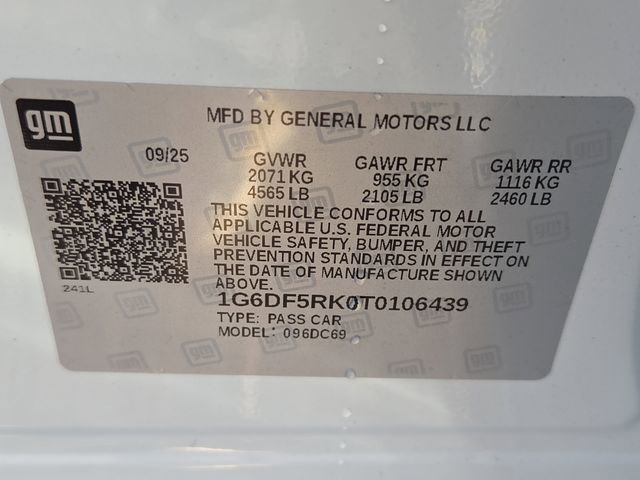 gm
MFD BY GENERAL MOTORS LLC
09/25
GVWR GAWR FRT GAWR RR
2071 KG 955 KG 1116 KG
4565 LB 2105 LB 2460 LB
THIS VEHICLE CONFORMS TO ALL
APPLICABLE U.S. FEDERAL MOTOR
VEHICLE SAFETY, BUMPER, AND THEFT
PREVENTION STANDARDS IN EFFECT ON
THE DATE OF MANUFACTURE SHOWN
ABOVE.
241L
1G6DF5RK0T0106439
TYPE: PASS CAR
MODEL: 096DC69